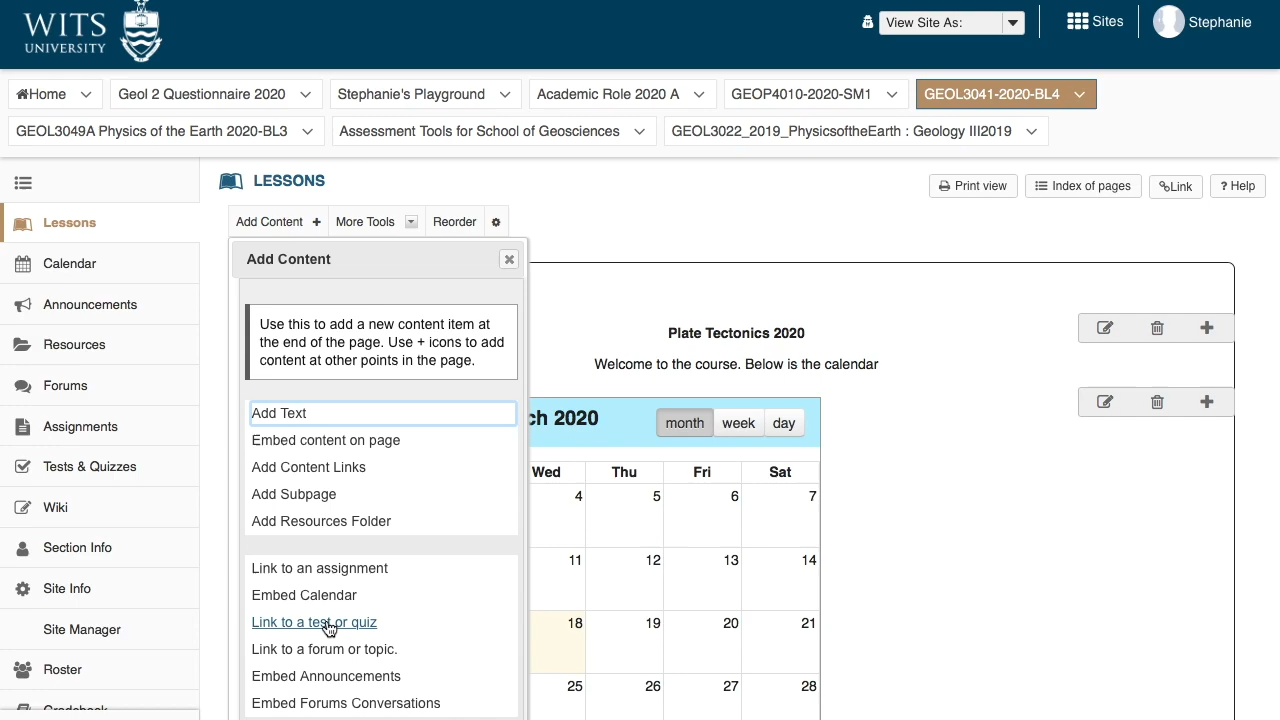 WITS
UNIVERSITY
View Site As:
Sites
Stephanie
Home
Geol 2 Questionnaire 2020
Stephanie's Playground
Academic Role 2020 A
GEOP4010-2020-SM1
GEOL3041-2020-BL4
GEOL3049A Physics of the Earth 2020-BL3
Assessment Tools for School of Geosciences
GEOL3022_2019_PhysicsoftheEarth : Geology III2019
LESSONS
Print view
Index of pages
Link
? Help
Add Content +
More Tools
Reorder
Lessons
Calendar
Announcements
Resources
Forums
Assignments
Tests & Quizzes
Wiki
Section Info
Site Info
Site Manager
Roster
Gradebook
Add Content
Use this to add a new content item at
the end of the page. Use + icons to add
content at other points in the page.
Add Text
Embed content on page
Add Content Links
Add Subpage
Add Resources Folder
Link to an assignment
Embed Calendar
Link to a test or quiz
Link to a forum or topic.
Embed Announcements
Embed Forums Conversations
Plate Tectonics 2020
Welcome to the course. Below is the calendar
ch 2020
month week day
Wed Thu Fri Sat
4 5 6 7
11 12 13 14
18 19 20 21
25 26 27 28